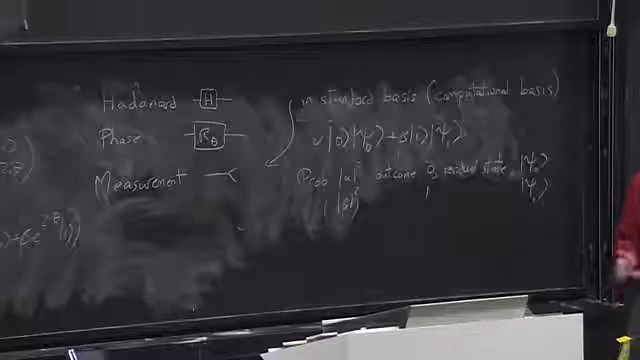 Hadamard H in standard basis (computational basis)
Phase R_θ α|0⟩|ψ₀⟩ + β|1⟩|ψ₁⟩
Measurement Prob |α|² outcome 0, residual state |ψ₀⟩
|β|² 1 |ψ₁⟩